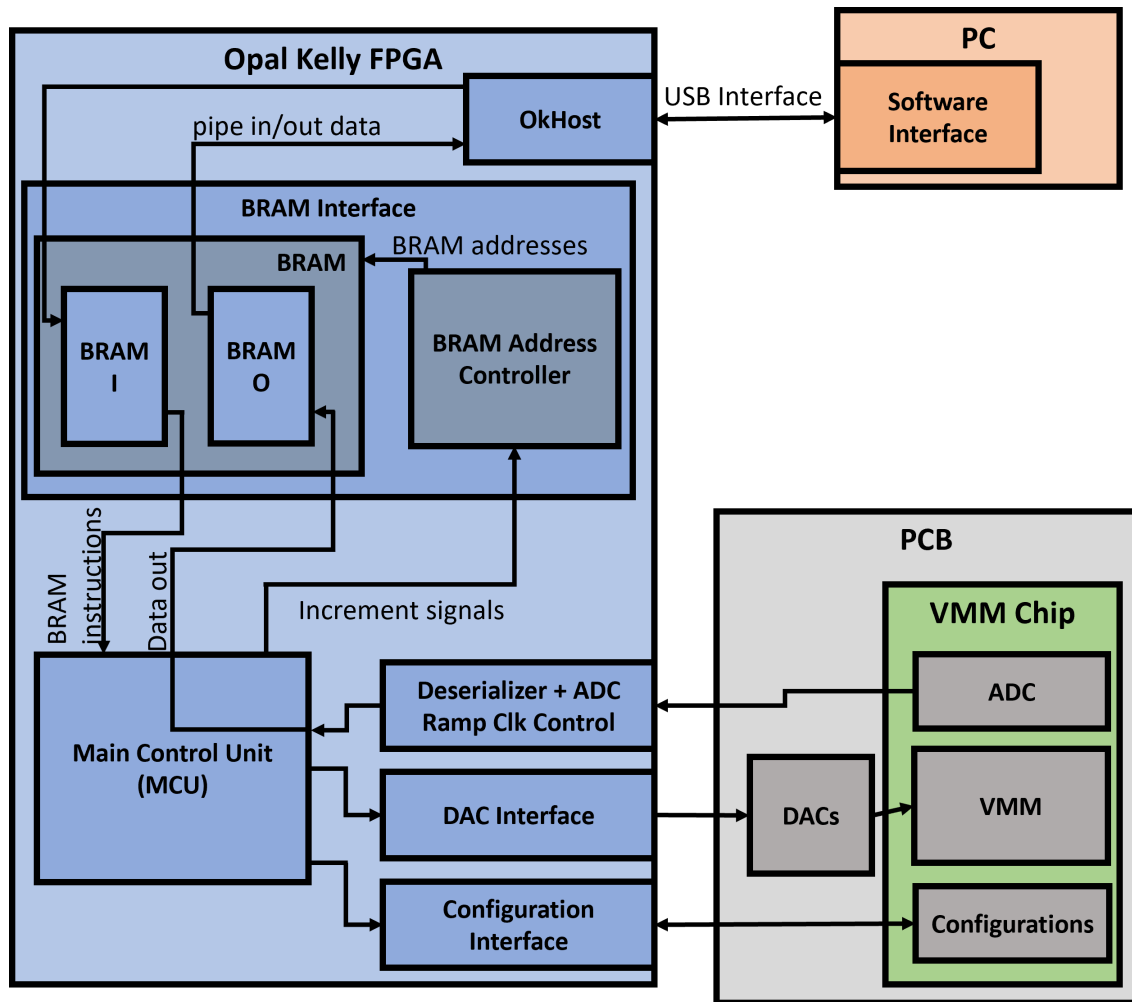 Opal Kelly FPGA
OkHost
pipe in/out data
USB Interface
PC
Software
Interface
BRAM Interface
BRAM addresses
BRAM
BRAM
I
BRAM
O
BRAM Address
Controller
BRAM
instructions
Data out
Increment signals
Main Control Unit
(MCU)
Deserializer + ADC
Ramp Clk Control
DAC Interface
Configuration
Interface
PCB
DACs
VMM Chip
ADC
VMM
Configurations